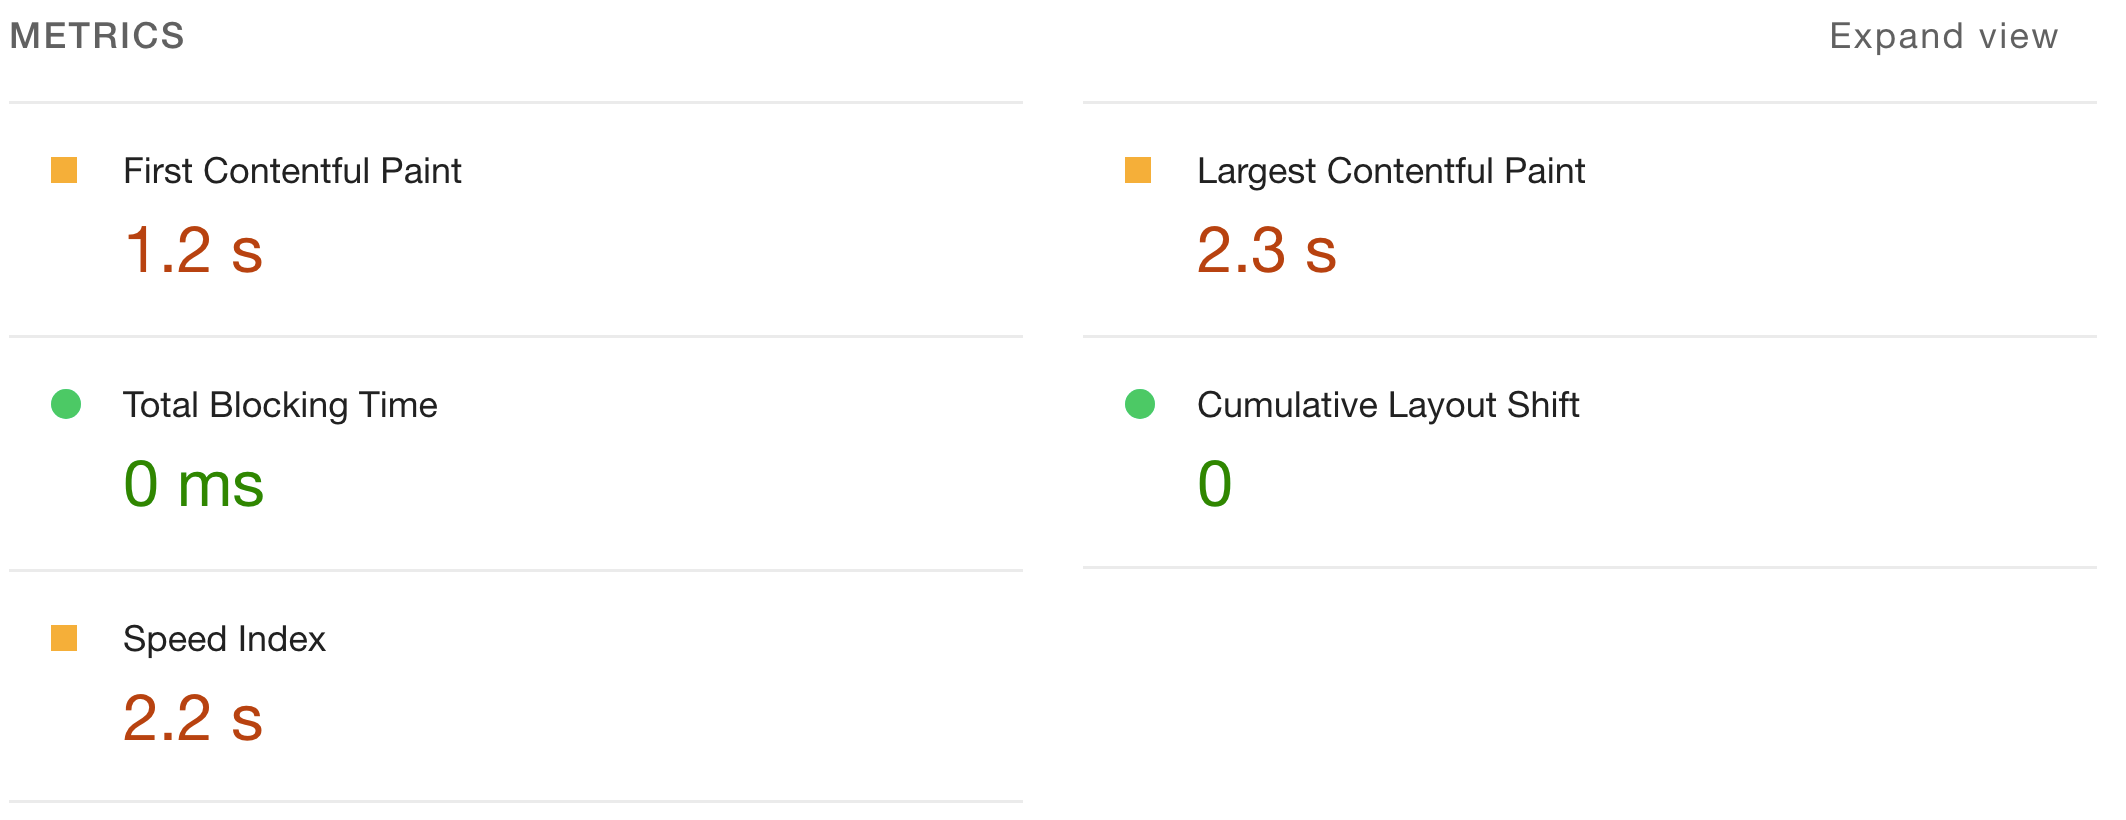 METRICS
Expand view
First Contentful Paint
1.2 s
Largest Contentful Paint
2.3 s
Total Blocking Time
0 ms
Cumulative Layout Shift
0
Speed Index
2.2 s